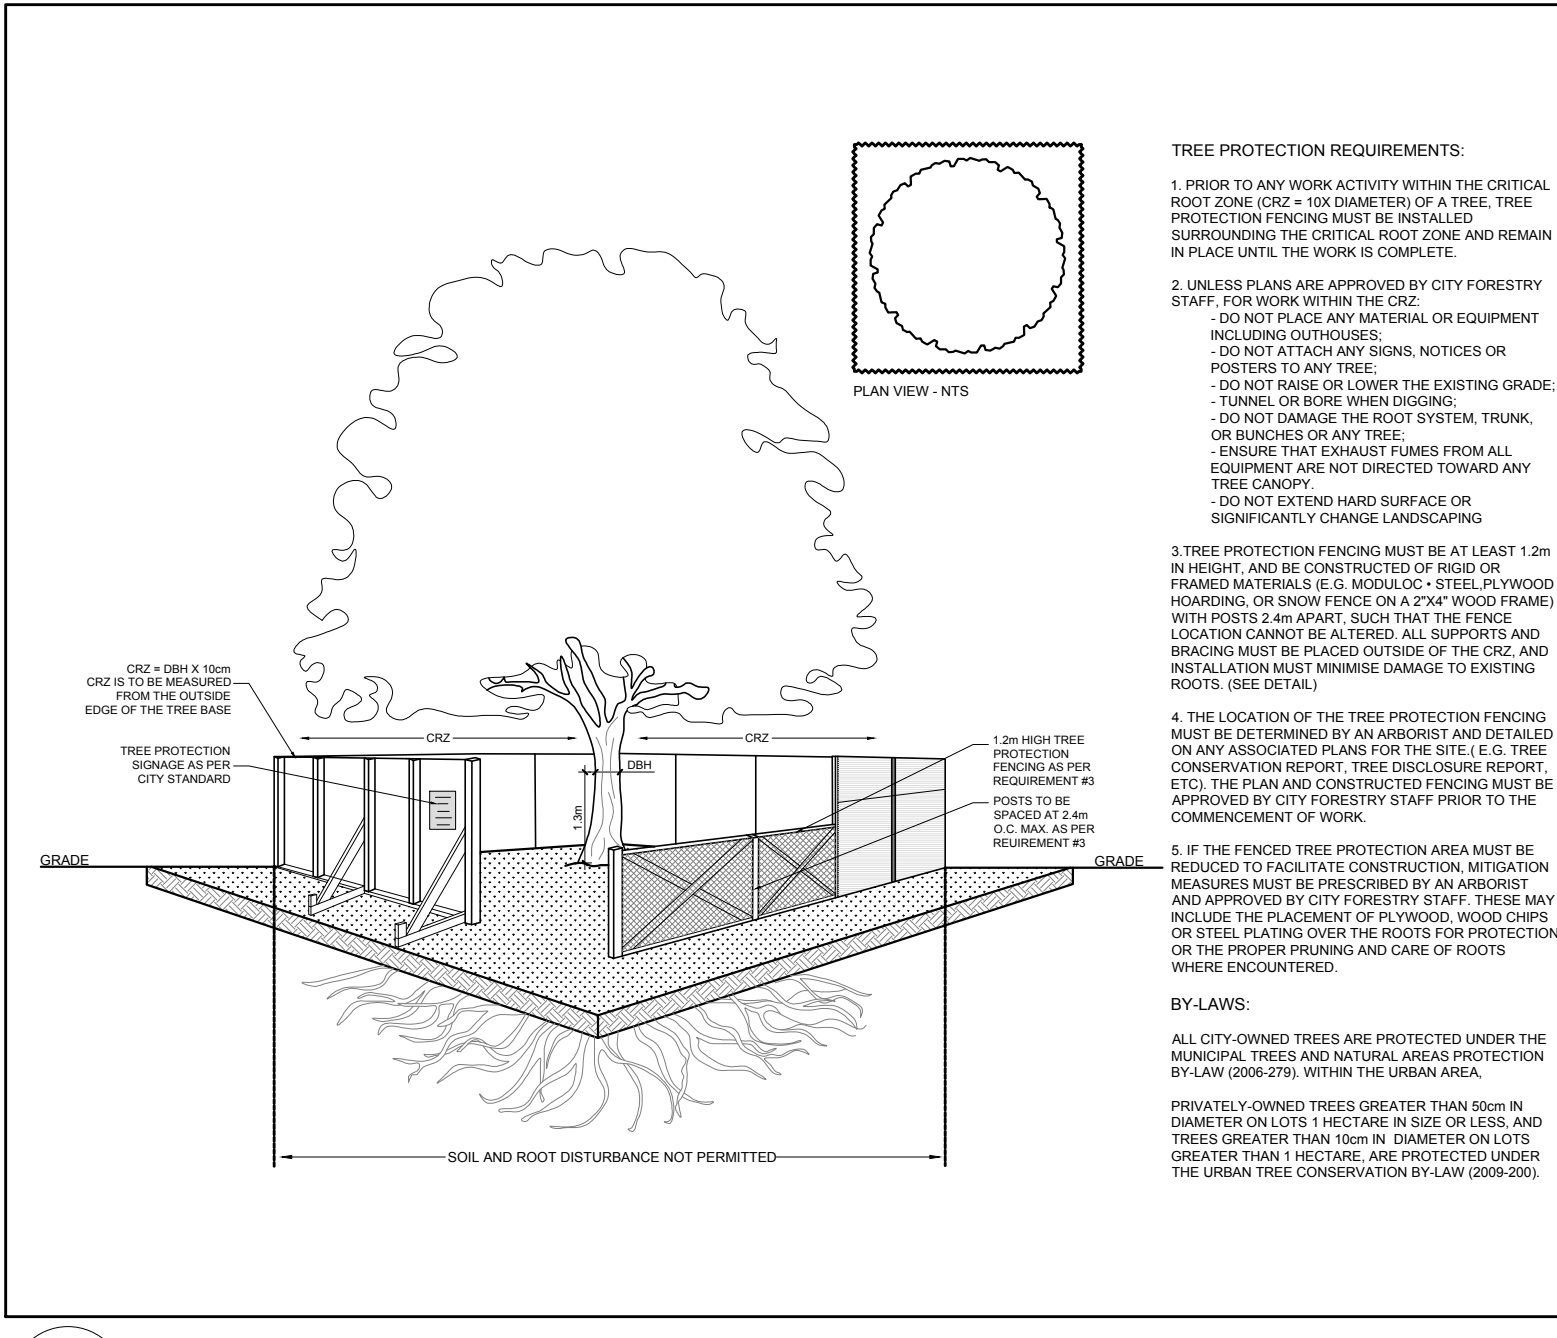 TREE PROTECTION REQUIREMENTS:
1. PRIOR TO ANY WORK ACTIVITY WITHIN THE CRITICAL
ROOT ZONE (CRZ = 10X DIAMETER) OF A TREE, TREE
PROTECTION FENCING MUST BE INSTALLED
SURROUNDING THE CRITICAL ROOT ZONE AND REMAIN
IN PLACE UNTIL THE WORK IS COMPLETE.
2. UNLESS PLANS ARE APPROVED BY CITY FORESTRY
STAFF, FOR WORK WITHIN THE CRZ:
- DO NOT PLACE ANY MATERIAL OR EQUIPMENT
INCLUDING OUTHOUSES;
- DO NOT ATTACH ANY SIGNS, NOTICES OR
POSTERS TO ANY TREE;
- DO NOT RAISE OR LOWER THE EXISTING GRADE;
- TUNNEL OR BORE WHEN DIGGING;
- DO NOT DAMAGE THE ROOT SYSTEM, TRUNK,
OR BUNCHES OR ANY TREE;
- ENSURE THAT EXHAUST FUMES FROM ALL
EQUIPMENT ARE NOT DIRECTED TOWARD ANY
TREE CANOPY.
- DO NOT EXTEND HARD SURFACE OR
SIGNIFICANTLY CHANGE LANDSCAPING
3.TREE PROTECTION FENCING MUST BE AT LEAST 1.2m
IN HEIGHT, AND BE CONSTRUCTED OF RIGID OR
FRAMED MATERIALS (E.G. MODULOC • STEEL,PLYWOOD
HOARDING, OR SNOW FENCE ON A 2"X4" WOOD FRAME)
WITH POSTS 2.4m APART, SUCH THAT THE FENCE
LOCATION CANNOT BE ALTERED. ALL SUPPORTS AND
BRACING MUST BE PLACED OUTSIDE OF THE CRZ, AND
INSTALLATION MUST MINIMISE DAMAGE TO EXISTING
ROOTS. (SEE DETAIL)
4. THE LOCATION OF THE TREE PROTECTION FENCING
MUST BE DETERMINED BY AN ARBORIST AND DETAILED
ON ANY ASSOCIATED PLANS FOR THE SITE.( E.G. TREE
CONSERVATION REPORT, TREE DISCLOSURE REPORT,
ETC). THE PLAN AND CONSTRUCTED FENCING MUST BE
APPROVED BY CITY FORESTRY STAFF PRIOR TO THE
COMMENCEMENT OF WORK.
5. IF THE FENCED TREE PROTECTION AREA MUST BE
REDUCED TO FACILITATE CONSTRUCTION, MITIGATION
MEASURES MUST BE PRESCRIBED BY AN ARBORIST
AND APPROVED BY CITY FORESTRY STAFF. THESE MAY
INCLUDE THE PLACEMENT OF PLYWOOD, WOOD CHIPS
OR STEEL PLATING OVER THE ROOTS FOR PROTECTION
OR THE PROPER PRUNING AND CARE OF ROOTS
WHERE ENCOUNTERED.
BY-LAWS:
ALL CITY-OWNED TREES ARE PROTECTED UNDER THE
MUNICIPAL TREES AND NATURAL AREAS PROTECTION
BY-LAW (2006-279). WITHIN THE URBAN AREA,
PRIVATELY-OWNED TREES GREATER THAN 50cm IN
DIAMETER ON LOTS 1 HECTARE IN SIZE OR LESS, AND
TREES GREATER THAN 10cm IN DIAMETER ON LOTS
GREATER THAN 1 HECTARE, ARE PROTECTED UNDER
THE URBAN TREE CONSERVATION BY-LAW (2009-200).
PLAN VIEW - NTS
CRZ = DBH X 10cm
CRZ IS TO BE MEASURED
FROM THE OUTSIDE
EDGE OF THE TREE BASE
TREE PROTECTION
SIGNAGE AS PER
CITY STANDARD
GRADE
CRZ
CRZ
DBH
1.3m
1.2m HIGH TREE
PROTECTION
FENCING AS PER
REQUIREMENT #3
POSTS TO BE
SPACED AT 2.4m
O.C. MAX. AS PER
REUIREMENT #3
GRADE
SOIL AND ROOT DISTURBANCE NOT PERMITTED